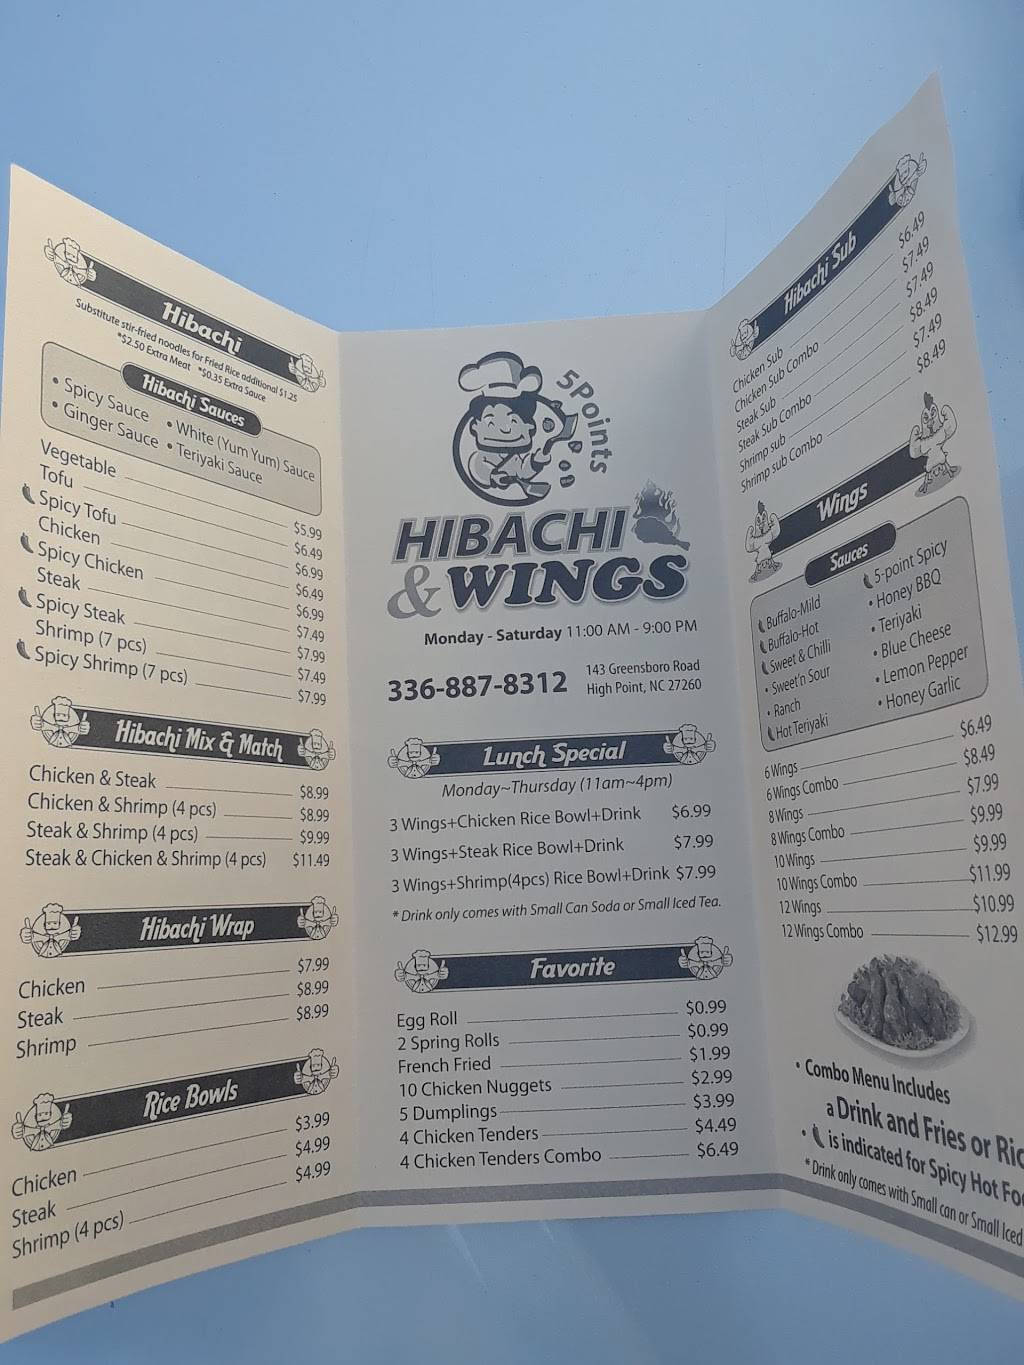 Hibachi
Substitute stir-fried noodles for Fried Rice additional $1.25
*$2.50 Extra Meat *$0.35 Extra Sauce
Hibachi Sauces
• Spicy Sauce • White (Yum Yum) Sauce
• Ginger Sauce • Teriyaki Sauce
Vegetable $5.99
Tofu $6.49
Spicy Tofu $6.99
Chicken $6.49
Spicy Chicken $6.99
Steak $7.49
Spicy Steak $7.99
Shrimp (7 pcs) $7.49
Spicy Shrimp (7 pcs) $7.99
Hibachi Mix & Match
Chicken & Steak $8.99
Chicken & Shrimp (4 pcs) $8.99
Steak & Shrimp (4 pcs) $9.99
Steak & Chicken & Shrimp (4 pcs) $11.49
Hibachi Wrap
Chicken $7.99
Steak $8.99
Shrimp $8.99
Rice Bowls
Chicken $3.99
Steak $4.99
Shrimp (4 pcs) $4.99
5Points
HIBACHI
& WINGS
Monday - Saturday 11:00 AM - 9:00 PM
336-887-8312
143 Greensboro Road
High Point, NC 27260
Lunch Special
Monday~Thursday (11am~4pm)
3 Wings+Chicken Rice Bowl+Drink $6.99
3 Wings+Steak Rice Bowl+Drink $7.99
3 Wings+Shrimp(4pcs) Rice Bowl+Drink $7.99
* Drink only comes with Small Can Soda or Small Iced Tea.
Favorite
Egg Roll $0.99
2 Spring Rolls $0.99
French Fried $1.99
10 Chicken Nuggets $2.99
5 Dumplings $3.99
4 Chicken Tenders $4.49
4 Chicken Tenders Combo $6.49
Hibachi Sub
Chicken Sub $6.49
Chicken Sub Combo $7.49
Steak Sub $7.49
Steak Sub Combo $8.49
Shrimp sub $7.49
Shrimp sub Combo $8.49
Wings
Sauces
Buffalo-Mild
Buffalo-Hot
Sweet & Chilli
• Sweet'n Sour
• Ranch
Hot Teriyaki
5-point Spicy
• Honey BBQ
• Teriyaki
• Blue Cheese
• Lemon Pepper
• Honey Garlic
6 Wings $6.49
6 Wings Combo $8.49
8 Wings $7.99
8 Wings Combo $9.99
10 Wings $9.99
10 Wings Combo $11.99
12 Wings $10.99
12 Wings Combo $12.99
• Combo Menu Includes
a Drink and Fries or Ric
• is indicated for Spicy Hot Fo
* Drink only comes with Small can or Small Iced